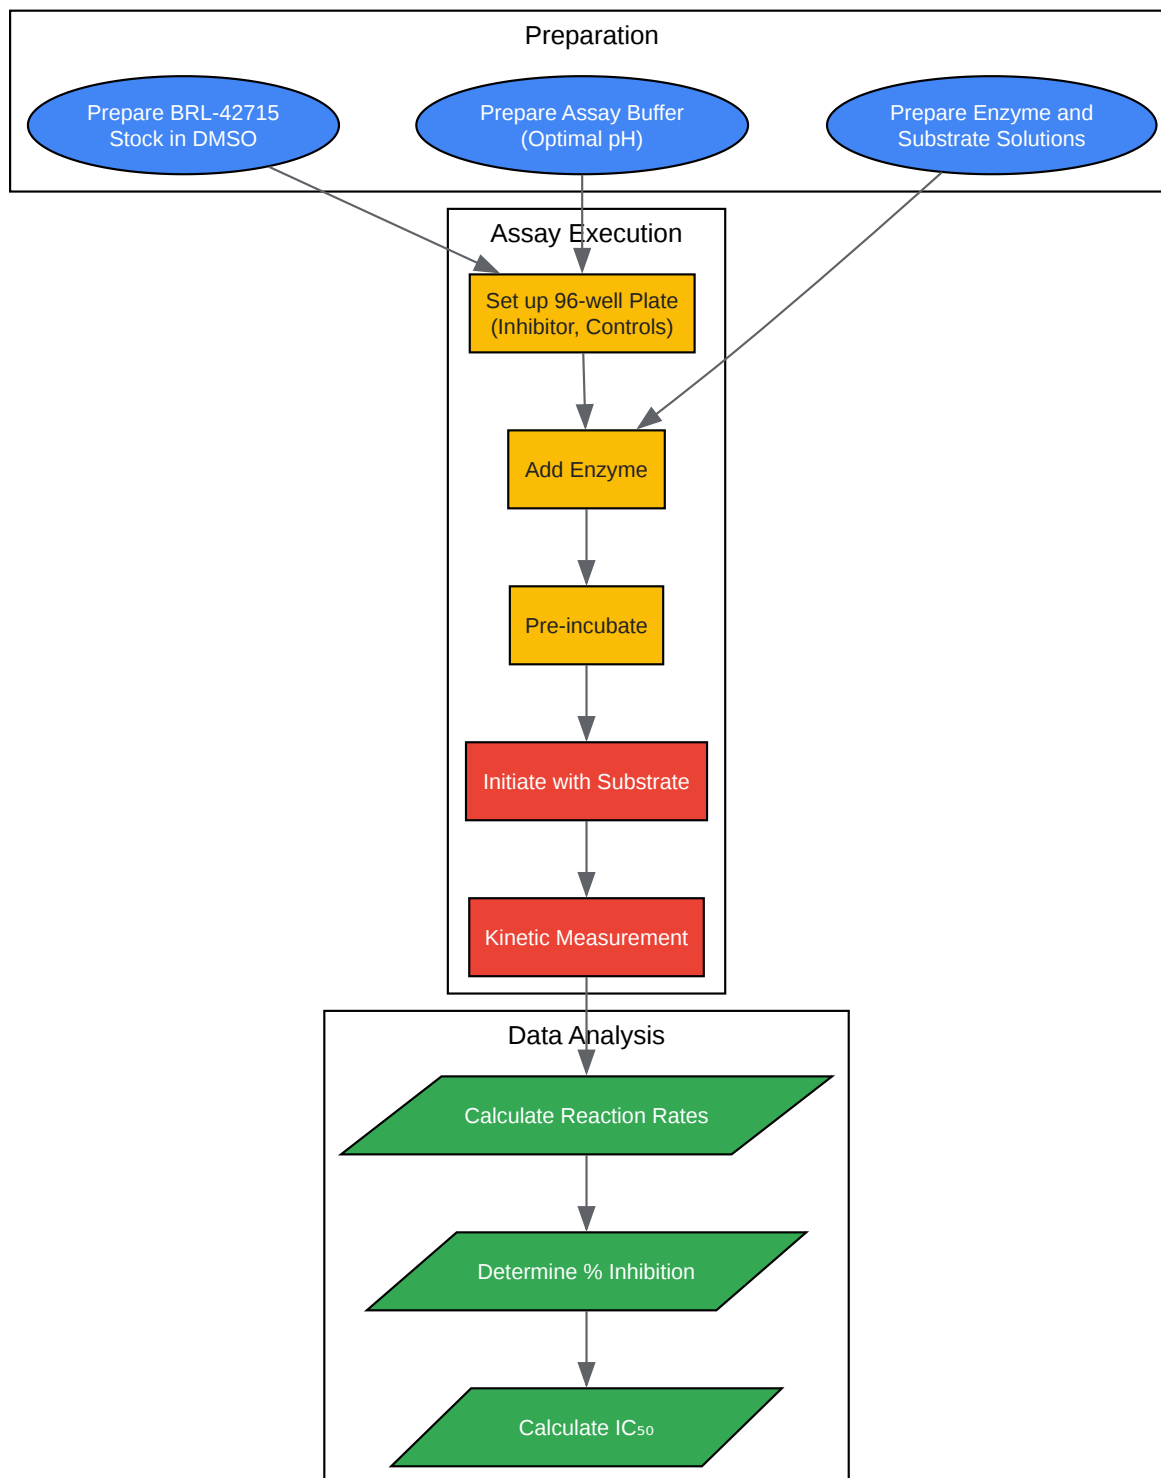 Preparation
Prepare BRL-42715
Stock in DMSO
Prepare Assay Buffer
(Optimal pH)
Prepare Enzyme and
Substrate Solutions
Assay Execution
Set up 96-well Plate
(Inhibitor, Controls)
Add Enzyme
Pre-incubate
Initiate with Substrate
Kinetic Measurement
Data Analysis
Calculate Reaction Rates
Determine % Inhibition
Calculate IC₅₀